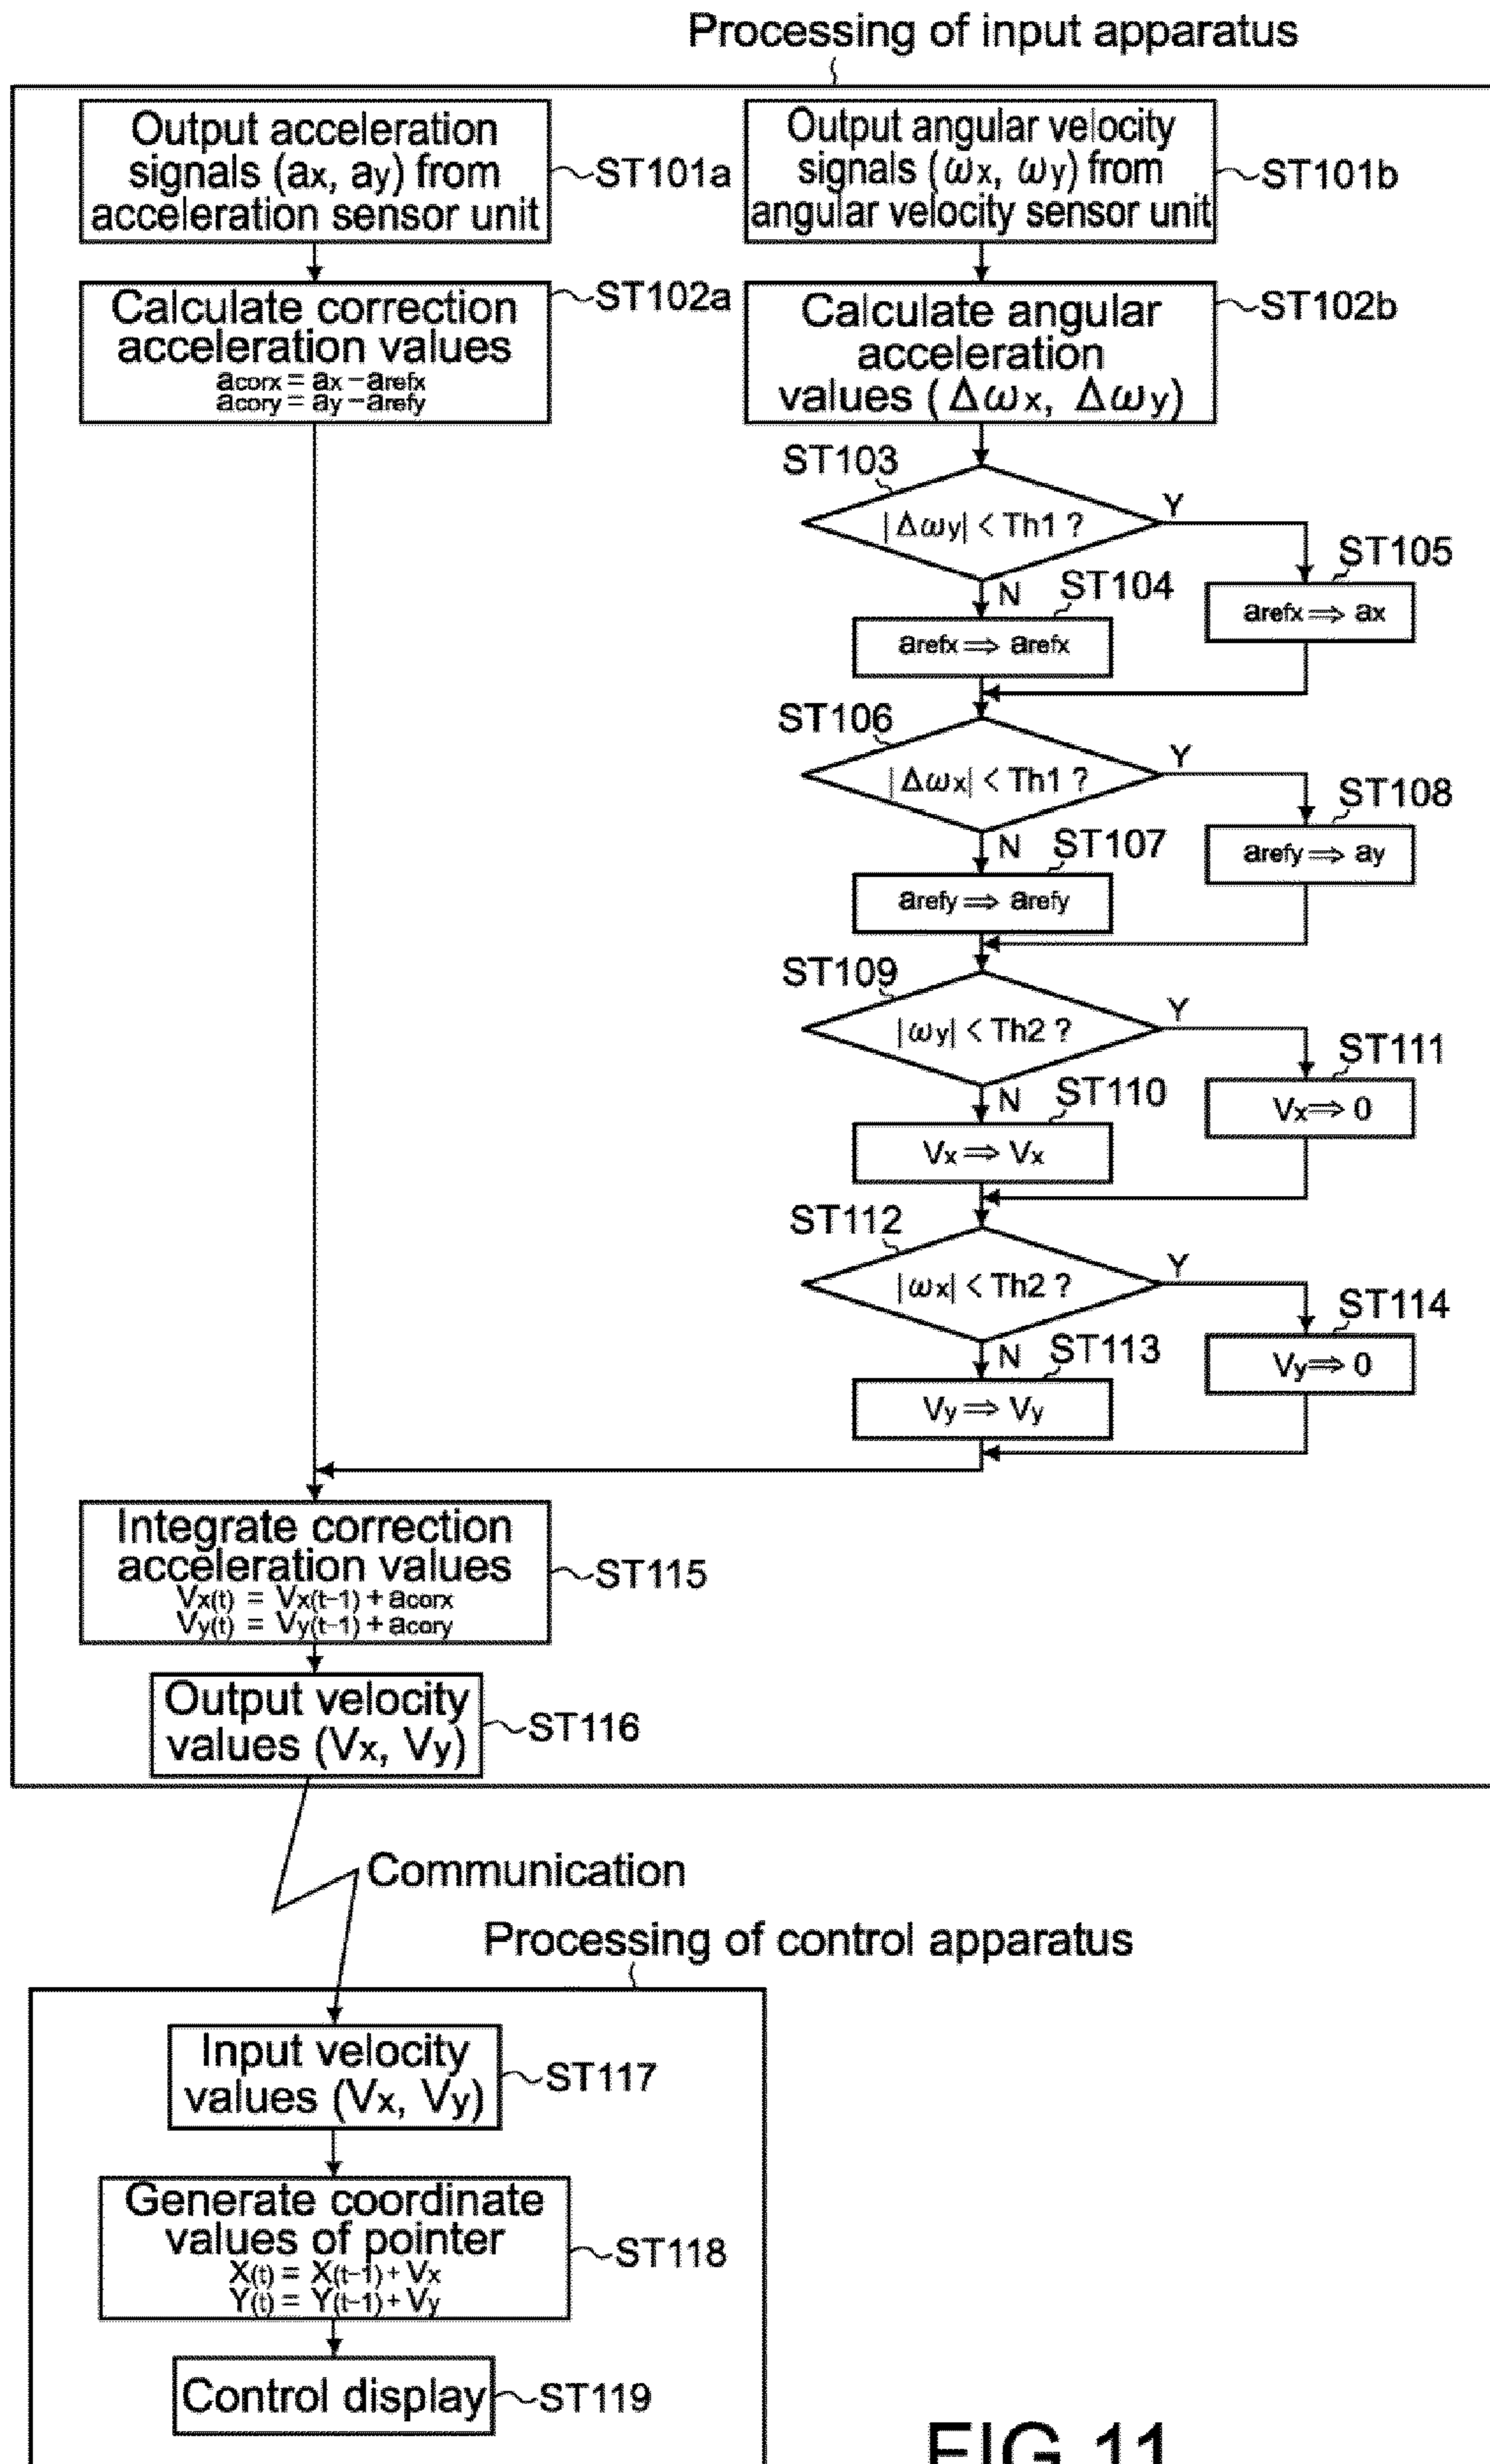 Processing of input apparatus
Output acceleration
signals (ax, ay) from
acceleration sensor unit
ST101a
Output angular velocity
signals (ωx, ωy) from
angular velocity sensor unit
ST101b
Calculate correction
acceleration values
acorx = ax − arefx
acory = ay − arefy
ST102a
Calculate angular
acceleration
values (Δωx, Δωy)
ST102b
ST103
|Δωy| < Th1 ?
Y
N
ST104
arefx ⇒ arefx
ST105
arefx ⇒ ax
ST106
|Δωx| < Th1 ?
Y
N
ST107
arefy ⇒ arefy
ST108
arefy ⇒ ay
ST109
|ωy| < Th2 ?
Y
N
ST110
Vx ⇒ Vx
ST111
Vx ⇒ 0
ST112
|ωx| < Th2 ?
Y
N
ST113
Vy ⇒ Vy
ST114
Vy ⇒ 0
Integrate correction
acceleration values
Vx(t) = Vx(t−1) + acorx
Vy(t) = Vy(t−1) + acory
ST115
Output velocity
values (Vx, Vy)
ST116
Communication
Processing of control apparatus
Input velocity
values (Vx, Vy)
ST117
Generate coordinate
values of pointer
X(t) = X(t−1) + Vx
Y(t) = Y(t−1) + Vy
ST118
Control display
ST119
FIG.11